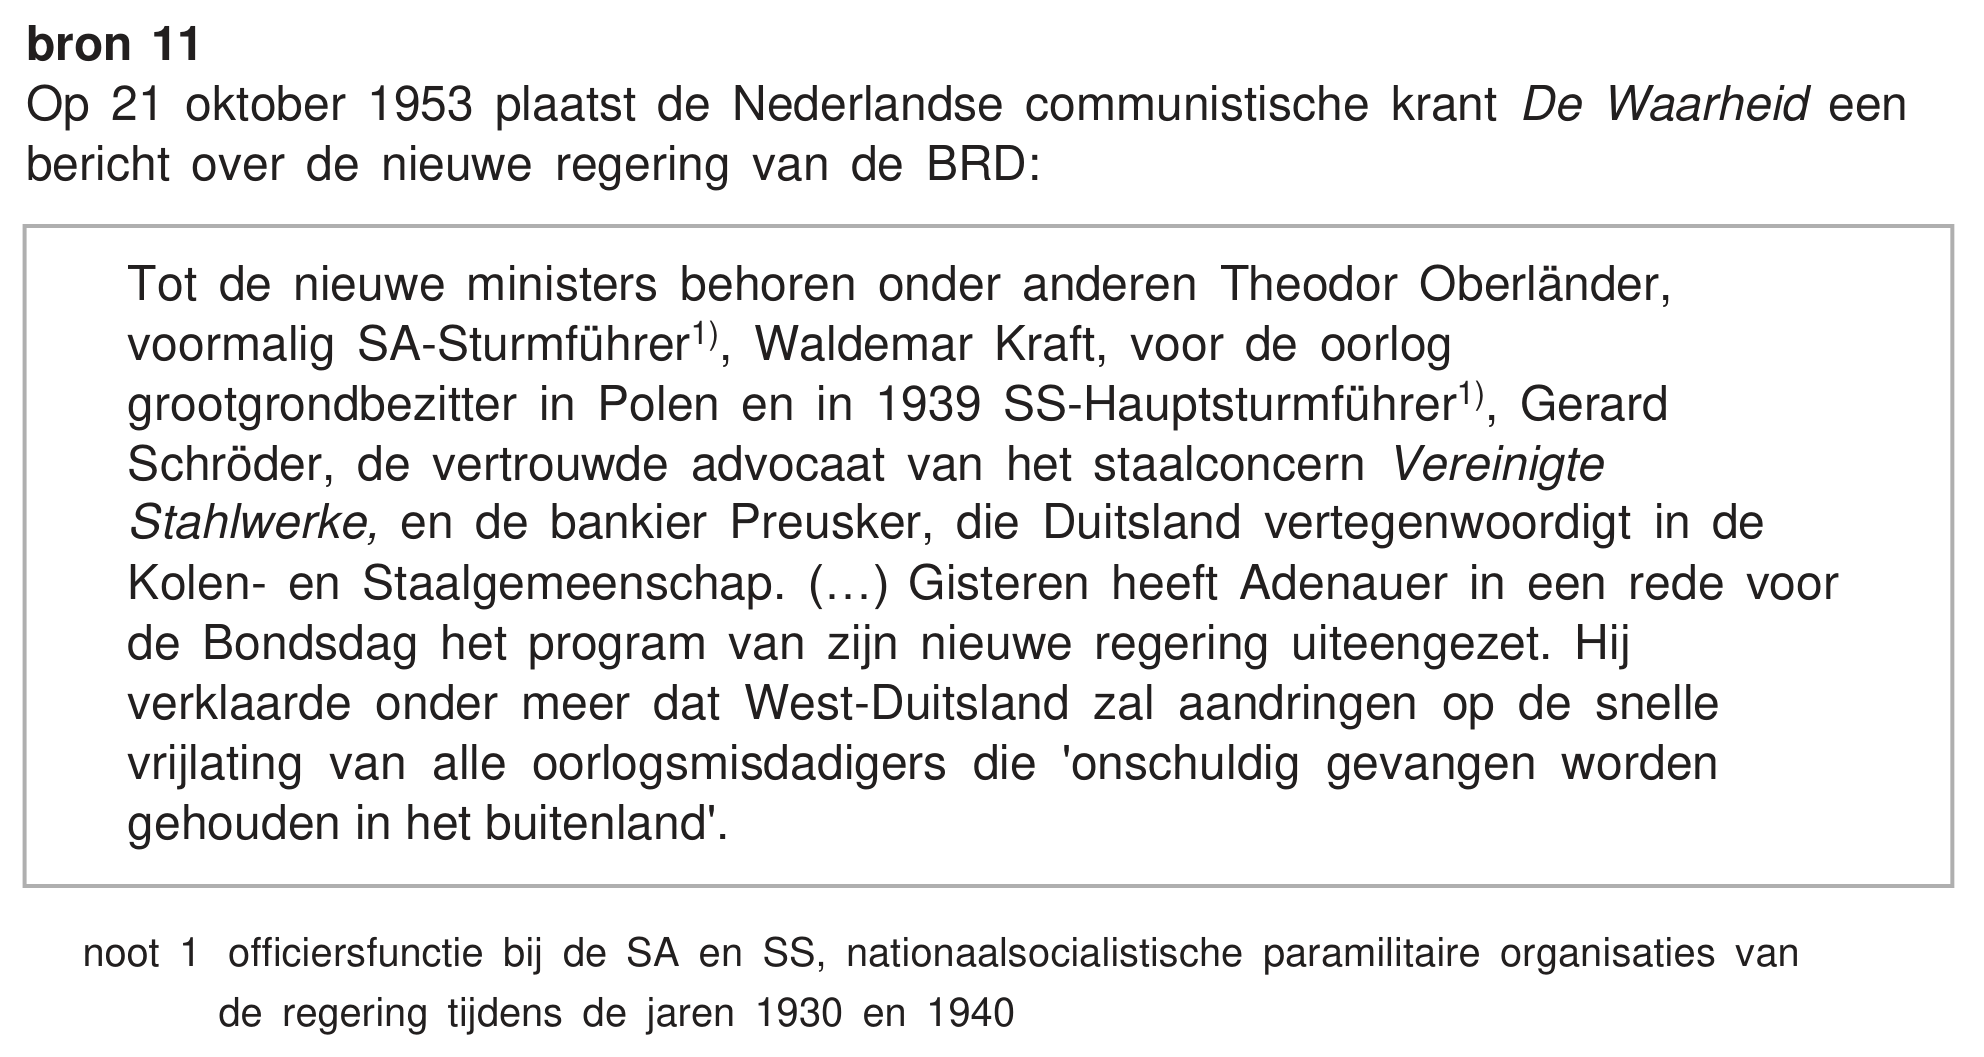 bron 11
Op 21 oktober 1953 plaatst de Nederlandse communistische krant De Waarheid een
bericht over de nieuwe regering van de BRD:
Tot de nieuwe ministers behoren onder anderen Theodor Oberländer,
voormalig SA-Sturmführer1), Waldemar Kraft, voor de oorlog
grootgrondbezitter in Polen en in 1939 SS-Hauptsturmführer1), Gerard
Schröder, de vertrouwde advocaat van het staalconcern Vereinigte
Stahlwerke, en de bankier Preusker, die Duitsland vertegenwoordigt in de
Kolen- en Staalgemeenschap. (…) Gisteren heeft Adenauer in een rede voor
de Bondsdag het program van zijn nieuwe regering uiteengezet. Hij
verklaarde onder meer dat West-Duitsland zal aandringen op de snelle
vrijlating van alle oorlogsmisdadigers die 'onschuldig gevangen worden
gehouden in het buitenland'.
noot 1 officiersfunctie bij de SA en SS, nationaalsocialistische paramilitaire organisaties van
de regering tijdens de jaren 1930 en 1940